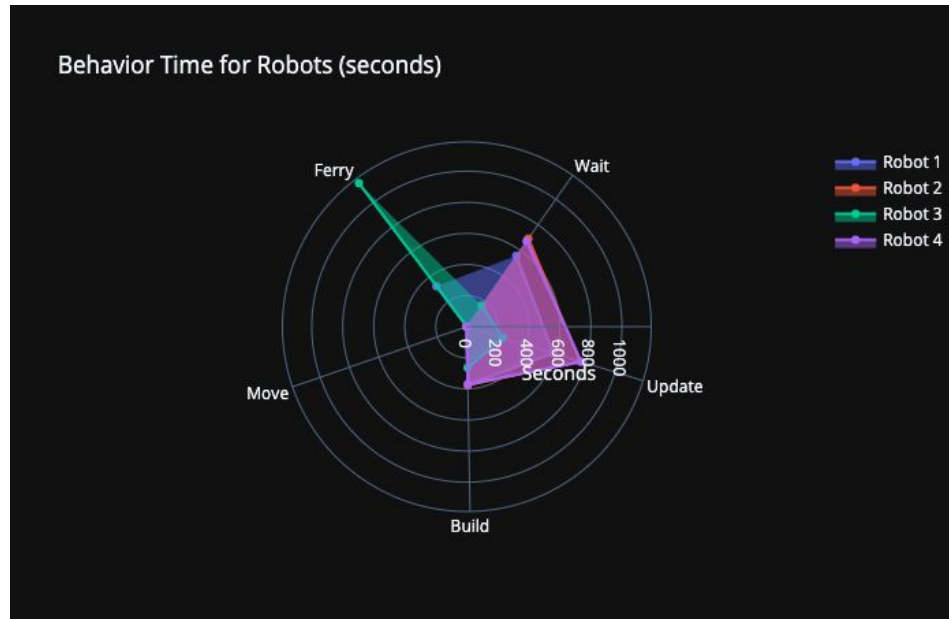 Behavior Time for Robots (seconds)
Ferry
Wait
Robot 1
Robot 2
Robot 3
Robot 4
0
200
400
600
800
1000
Seconds
Update
Move
Build